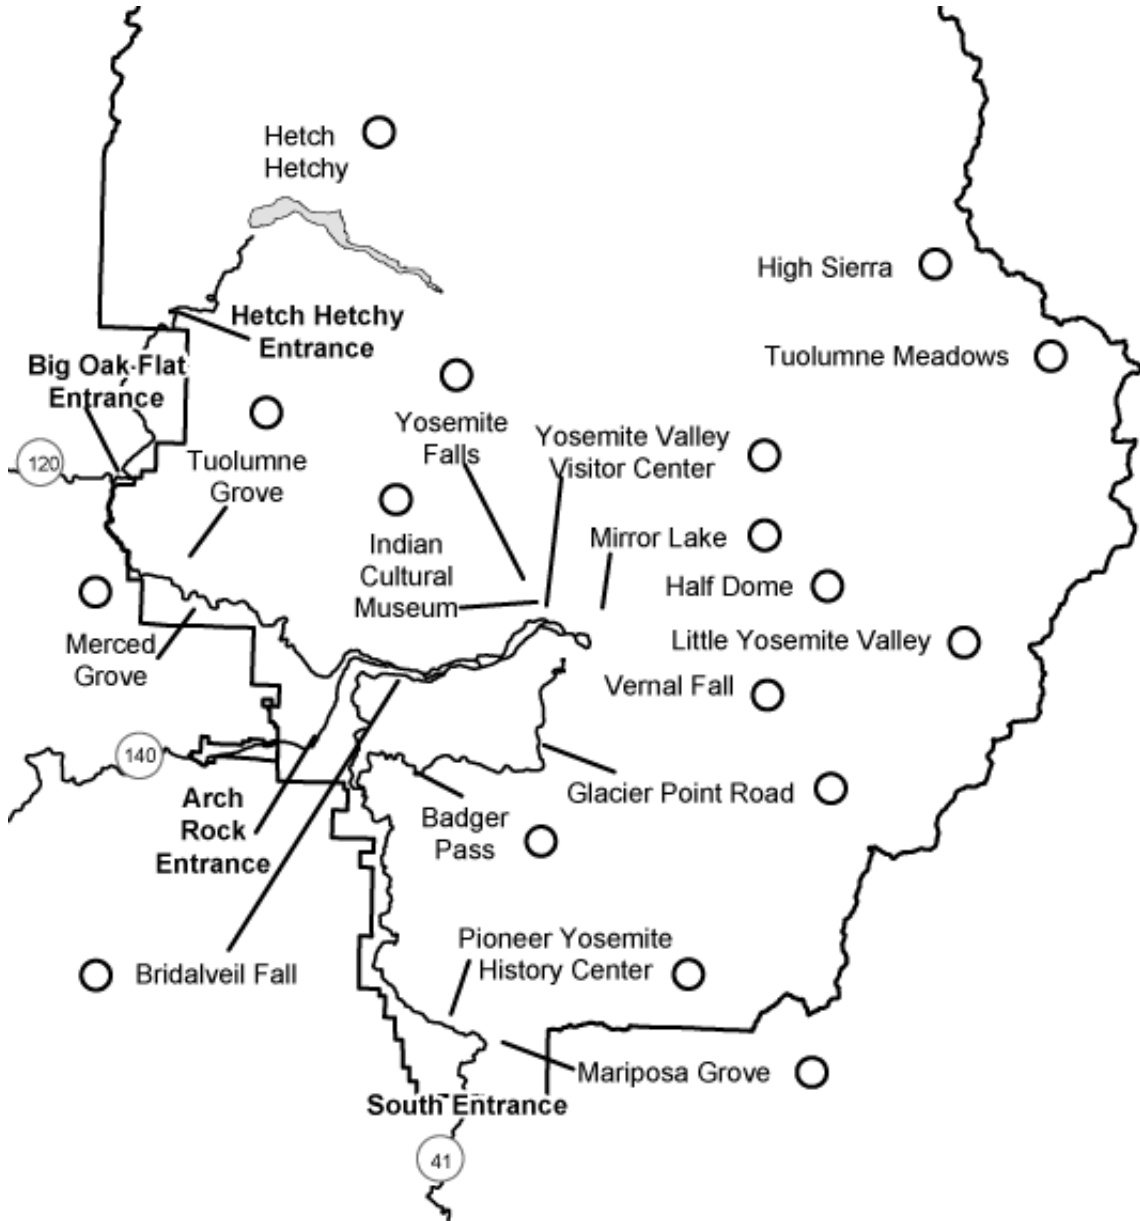 Hetch
Hetchy
High Sierra
Hetch Hetchy
Entrance
Tuolumne Meadows
Big Oak-Flat
Entrance
Yosemite
Falls
Yosemite Valley
Visitor Center
Tuolumne
Grove
120
Indian
Cultural
Museum
Mirror Lake
Half Dome
Merced
Grove
Little Yosemite Valley
Vernal Fall
140
Arch
Rock
Entrance
Glacier Point Road
Badger
Pass
Pioneer Yosemite
History Center
Bridalveil Fall
Mariposa Grove
South Entrance
41